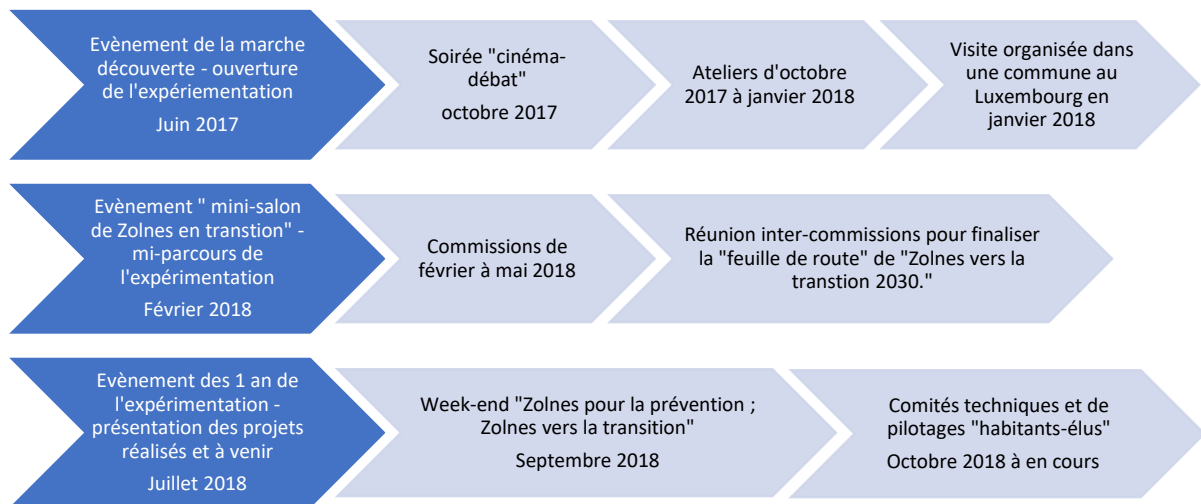 Evènement de la marche
découverte - ouverture
de l'expériementation
Juin 2017
Soirée "cinéma-
débat"
octobre 2017
Ateliers d'octobre
2017 à janvier 2018
Visite organisée dans
une commune au
Luxembourg en
janvier 2018
Evènement " mini-salon
de Zolnes en transtion" -
mi-parcours de
l'expérimentation
Février 2018
Commissions de
février à mai 2018
Réunion inter-commissions pour finaliser
la "feuille de route" de "Zolnes vers la
transtion 2030."
Evènement des 1 an de
l'expérimentation -
présentation des projets
réalisés et à venir
Juillet 2018
Week-end "Zolnes pour la prévention ;
Zolnes vers la transition"
Septembre 2018
Comités techniques et de
pilotages "habitants-élus"
Octobre 2018 à en cours